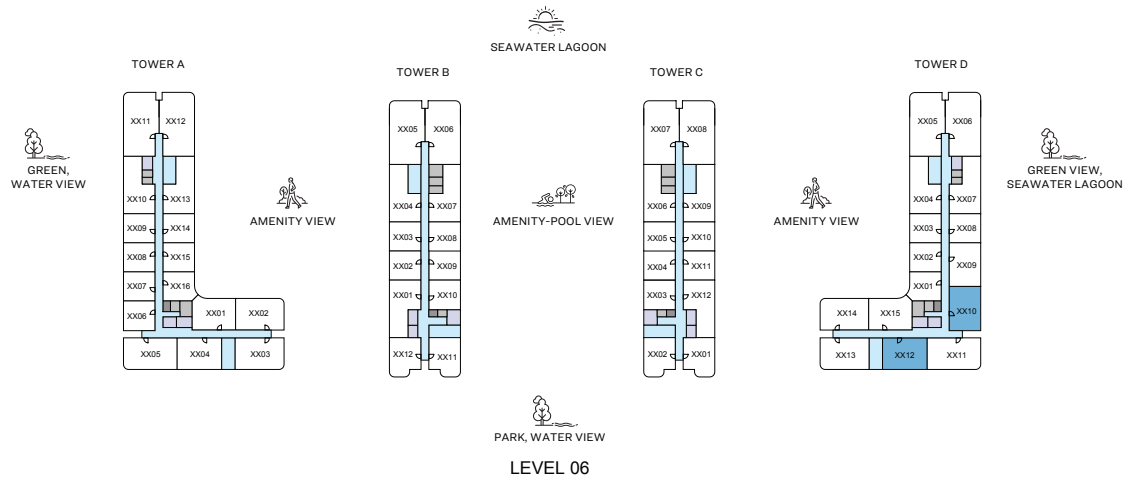 SEAWATER LAGOON
TOWER A
TOWER B
TOWER C
TOWER D
GREEN,
WATER VIEW
AMENITY VIEW
AMENITY-POOL VIEW
AMENITY VIEW
GREEN VIEW,
SEAWATER LAGOON
XX11 XX12
XX10 XX13
XX09 XX14
XX08 XX15
XX07 XX16
XX06 XX01 XX02
XX05 XX04 XX03
XX05 XX06
XX04 XX07
XX03 XX08
XX02 XX09
XX01 XX10
XX12 XX11
XX07 XX08
XX06 XX09
XX05 XX10
XX04 XX11
XX03 XX12
XX02 XX01
XX05 XX06
XX04 XX07
XX03 XX08
XX02 XX09
XX01
XX14 XX15 XX10
XX13 XX12 XX11
PARK, WATER VIEW
LEVEL 06